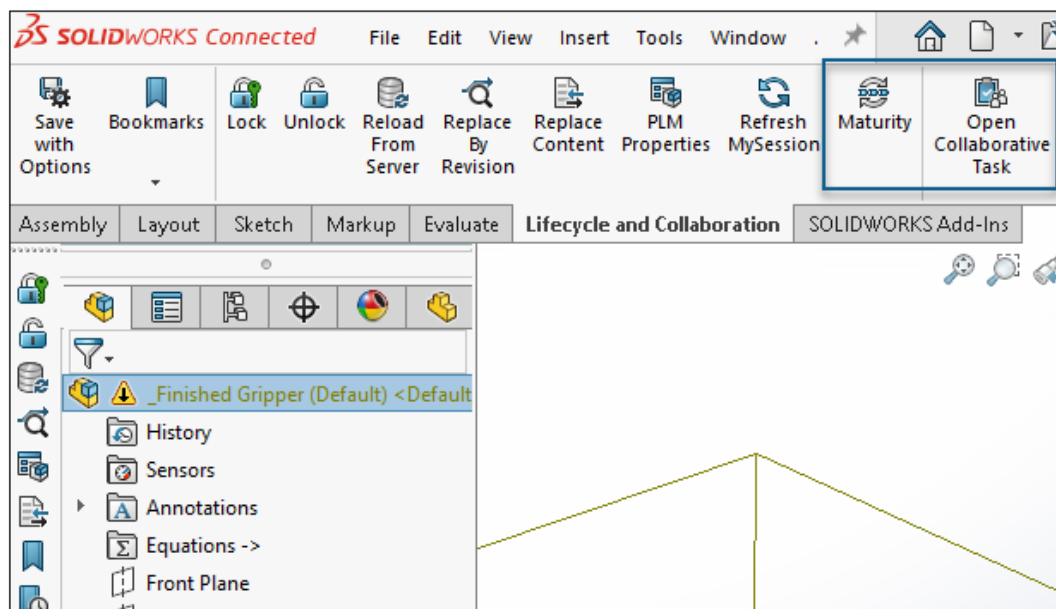 SOLIDWORKS Connected File Edit View Insert Tools Window .
Save with Options
Bookmarks
Lock
Unlock
Reload From Server
Replace By Revision
Replace Content
PLM Properties
Refresh MySession
Maturity
Open Collaborative Task
Assembly Layout Sketch Markup Evaluate Lifecycle and Collaboration SOLIDWORKS Add-Ins
_Finished Gripper (Default) <Default
History
Sensors
Annotations
Equations ->
Front Plane